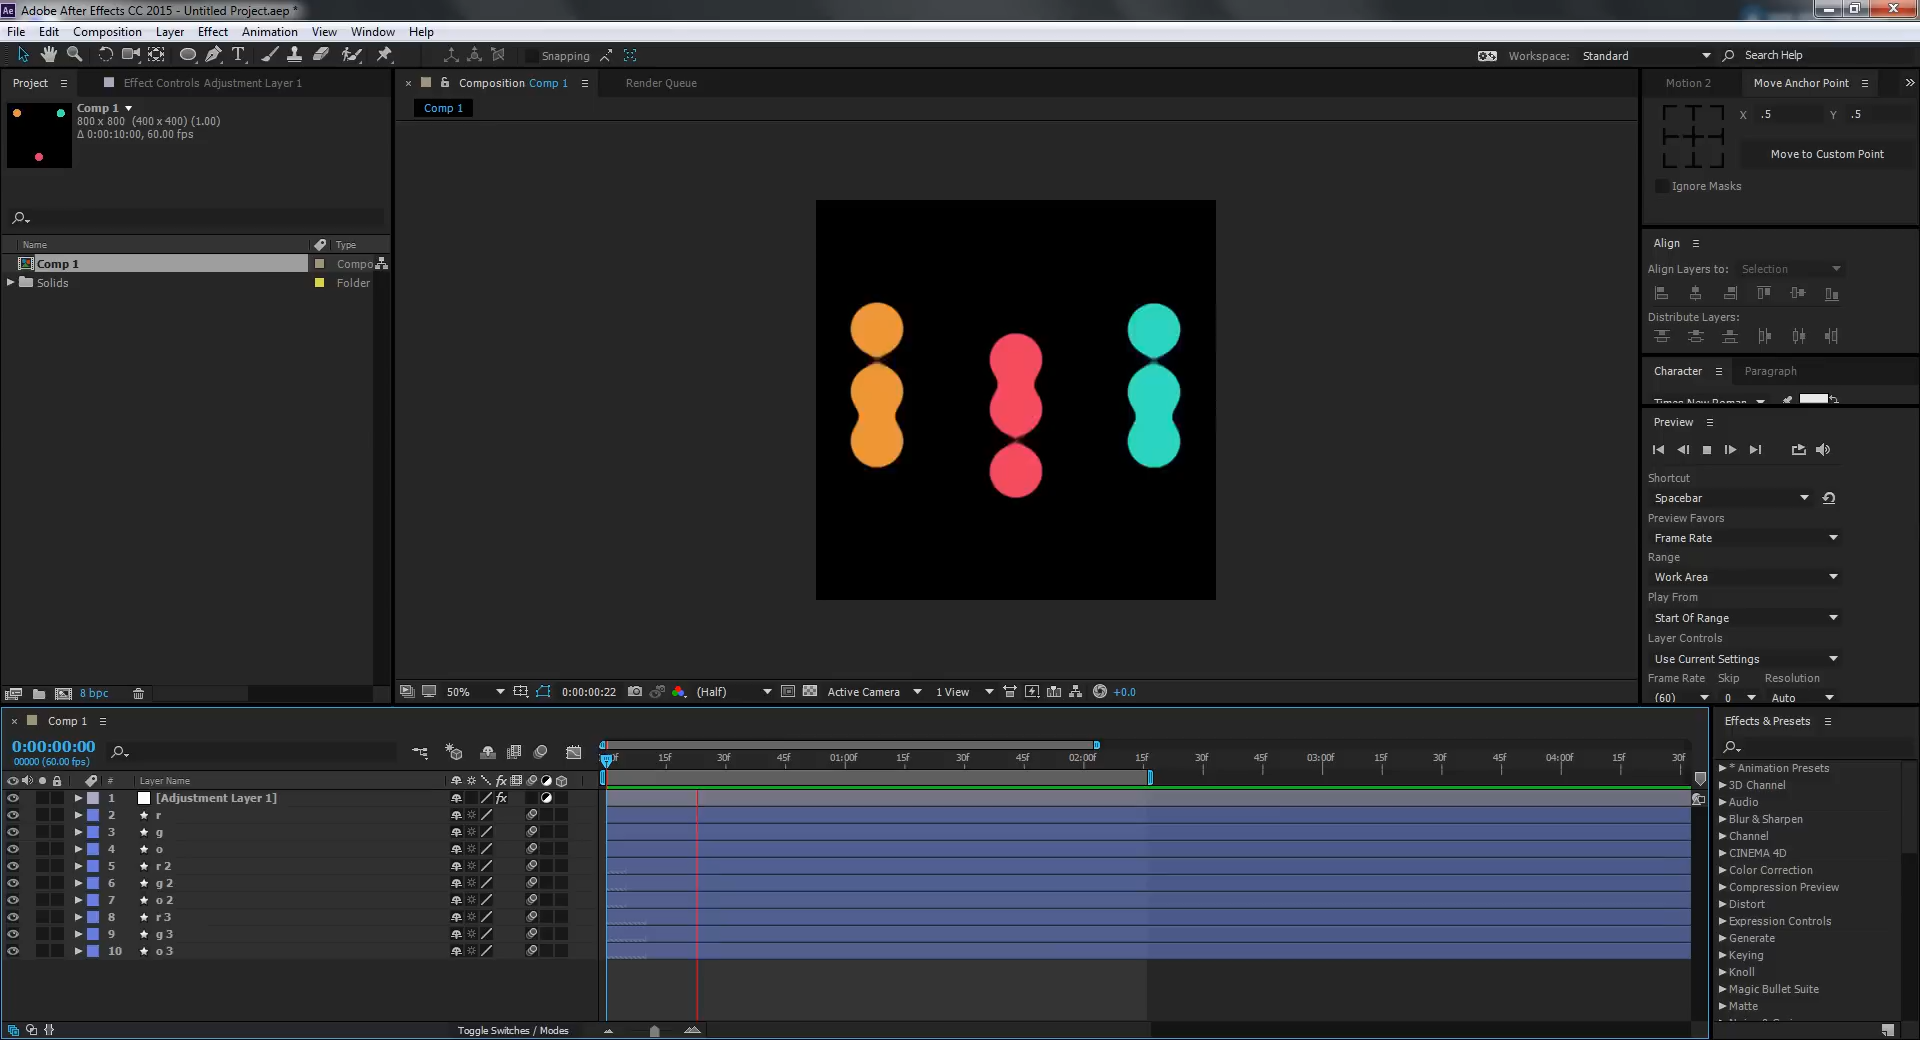 Adobe After Effects CC 2015 - Untitled Project.aep *
File Edit Composition Layer Effect Animation View Window Help
Snapping
Workspace: Standard
Search Help
Project
Effect Controls Adjustment Layer 1
Composition Comp 1
Render Queue
Motion 2
Move Anchor Point
Comp 1
800 x 800 (400 x 400) (1.00)
Δ 0:00:10:00, 60.00 fps
Comp 1
X .5 Y .5
Move to Custom Point
Ignore Masks
Name Type
Comp 1 Compo
Solids Folder
Align
Align Layers to: Selection
Distribute Layers:
Character Paragraph
Times New Roman
Preview
Shortcut
Spacebar
Preview Favors
Frame Rate
Range
Work Area
Play From
Start Of Range
Layer Controls
Use Current Settings
Frame Rate Skip Resolution
(60) 0 Auto
8 bpc
50% 0:00:00:22 (Half) Active Camera 1 View +0.0
Comp 1
0:00:00:00
00000 (60.00 fps)
15f 30f 45f 01:00f 15f 30f 45f 02:00f 15f 30f 45f 03:00f 15f 30f 45f 04:00f 15f 30f
# Layer Name
1 [Adjustment Layer 1]
2 r
3 g
4 o
5 r 2
6 g 2
7 o 2
8 r 3
9 g 3
10 o 3
Toggle Switches / Modes
Effects & Presets
* Animation Presets
3D Channel
Audio
Blur & Sharpen
Channel
CINEMA 4D
Color Correction
Compression Preview
Distort
Expression Controls
Generate
Keying
Knoll
Magic Bullet Suite
Matte